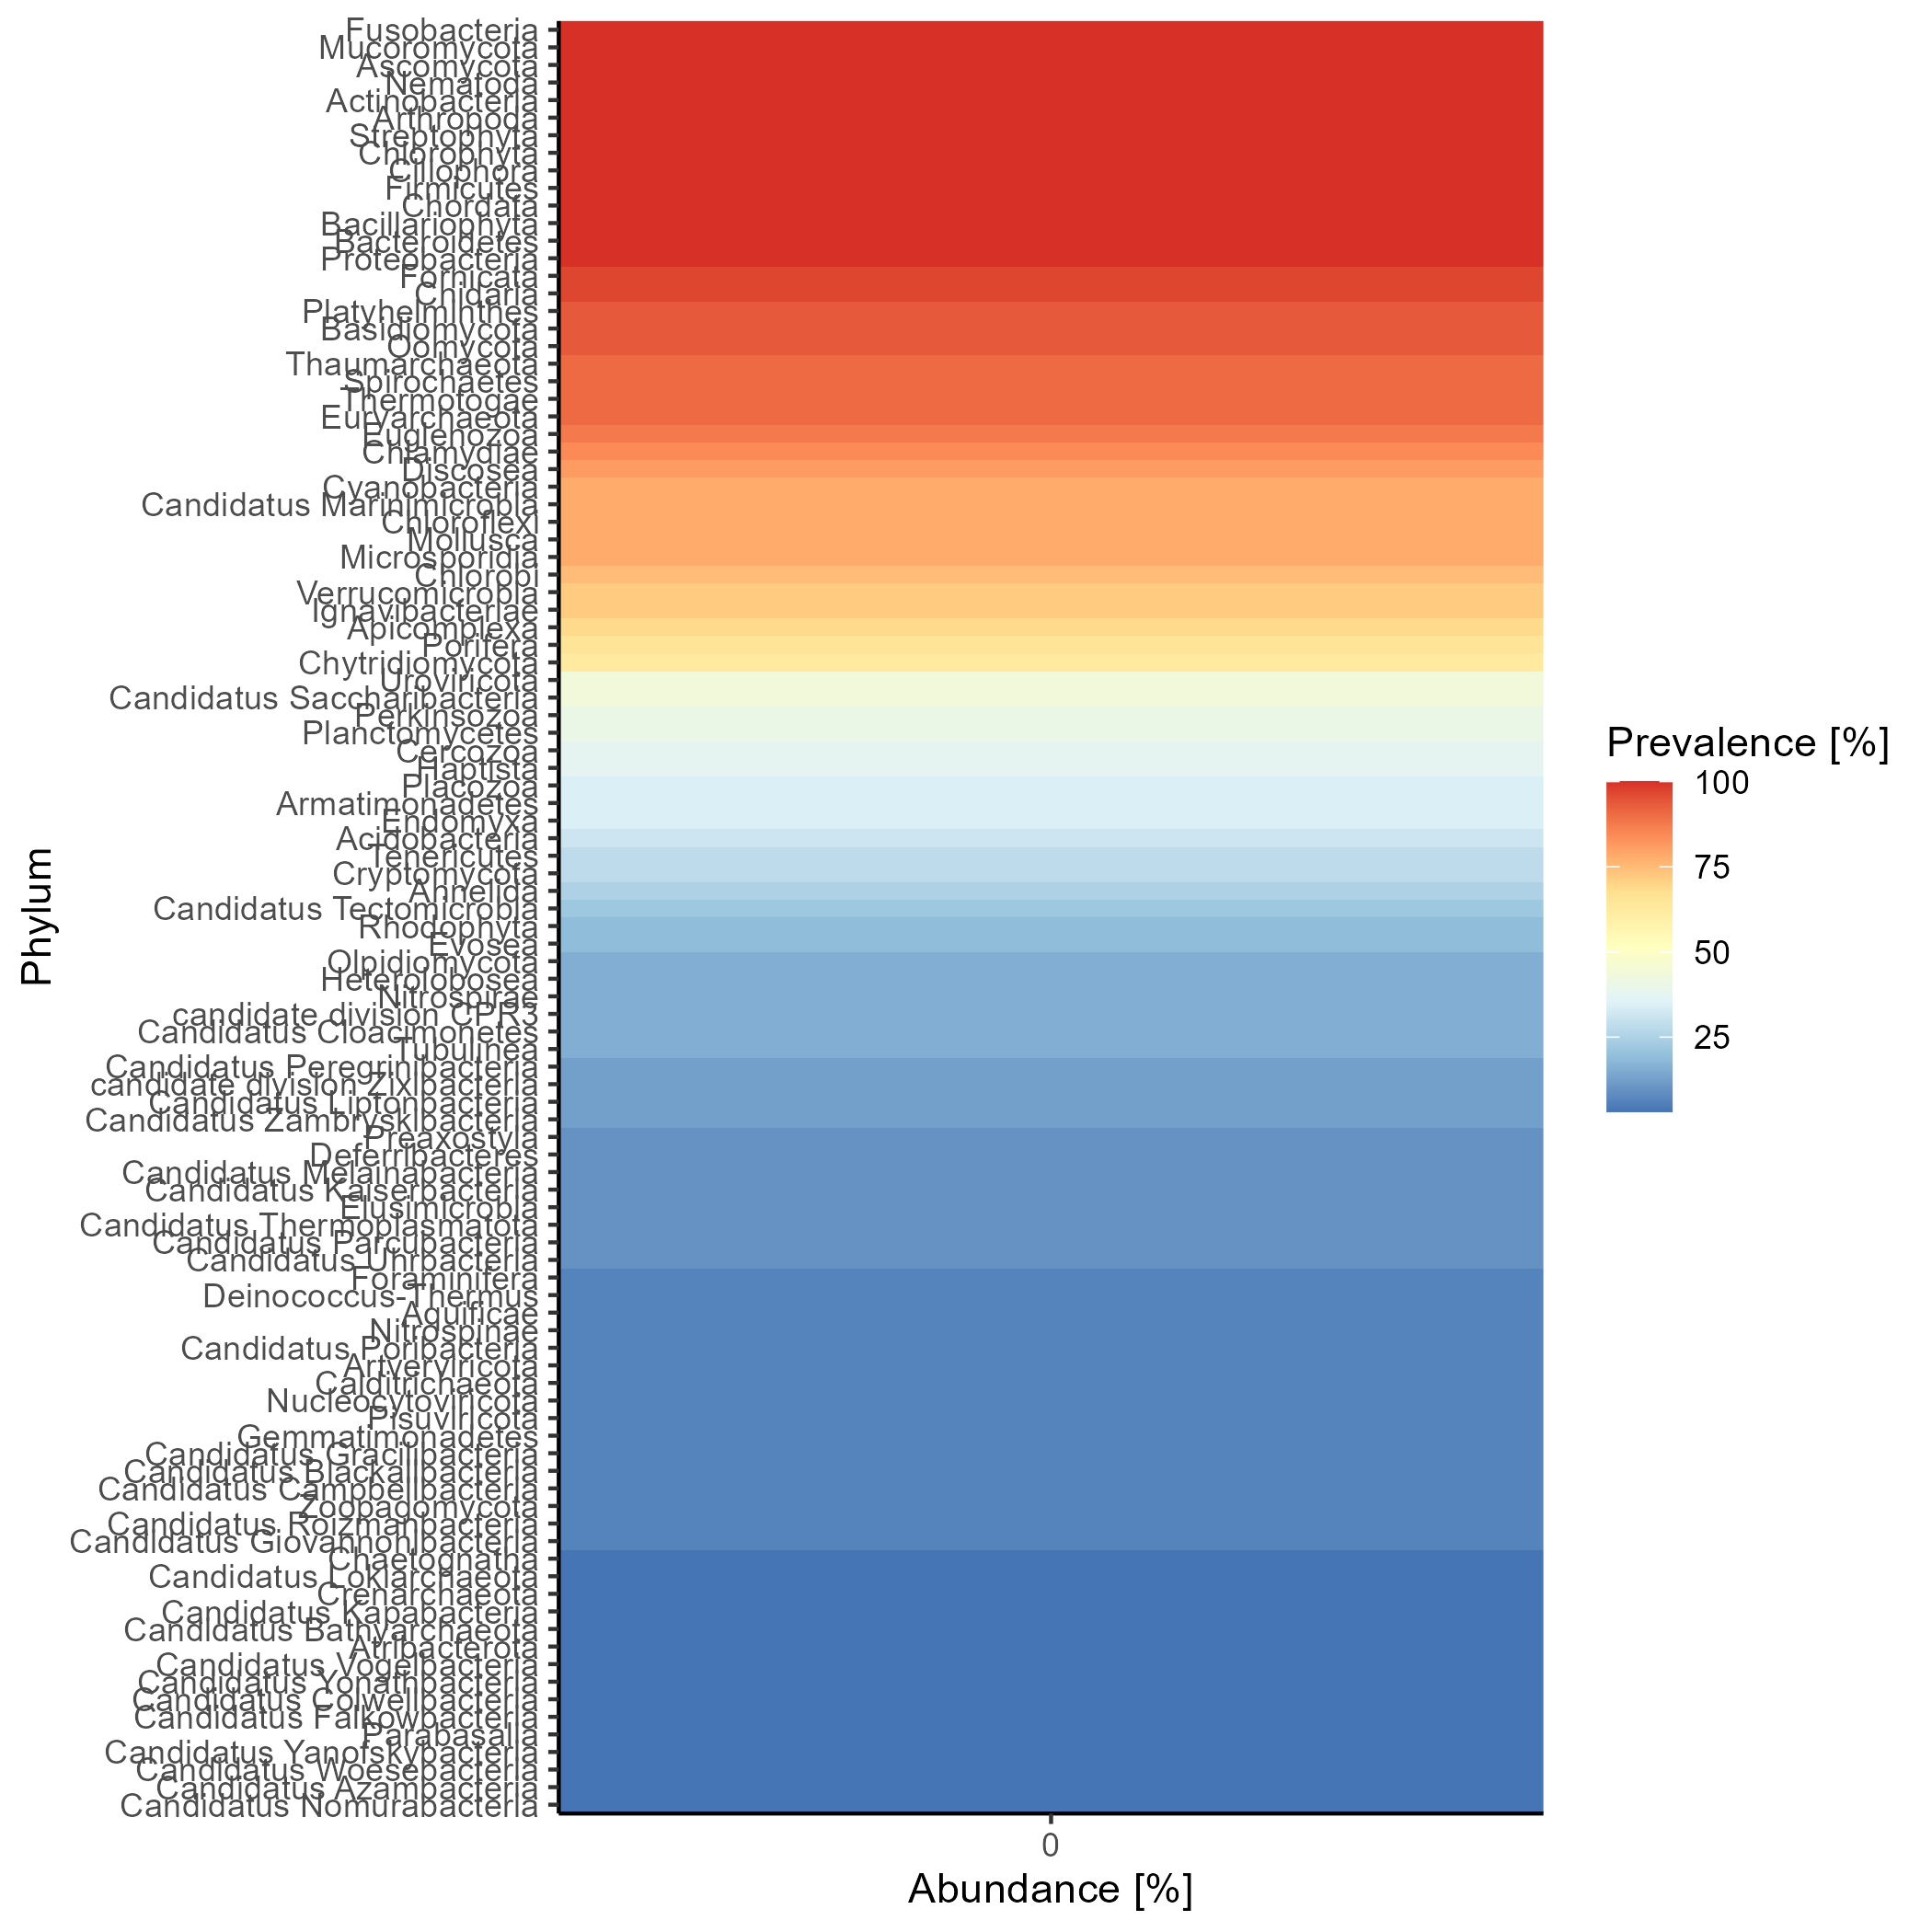 Fusobacteria
Mucoromycota
Ascomycota
Nematoda
Actinobacteria
Arthropoda
Streptophyta
Chlorophyta
Ciliophora
Firmicutes
Chordata
Bacillariophyta
Bacteroidetes
Proteobacteria
Fornicata
Cnidaria
Platyhelminthes
Basidiomycota
Oomycota
Thaumarchaeota
Spirochaetes
Thermotogae
Euryarchaeota
Euglenozoa
Chlamydiae
Discosea
Cyanobacteria
Candidatus Marinimicrobia
Chloroflexi
Mollusca
Microsporidia
Chlorobi
Verrucomicrobia
Ignavibacteriae
Apicomplexa
Porifera
Chytridiomycota
Uroviricota
Candidatus Saccharibacteria
Perkinsozoa
Planctomycetes
Cercozoa
Haptista
Placozoa
Armatimonadetes
Endomyxa
Acidobacteria
Tenericutes
Cryptomycota
Annelida
Candidatus Tectomicrobia
Rhodophyta
Evosea
Olpidiomycota
Heterolobosea
Nitrospirae
candidate division CPR3
Candidatus Cloacimonetes
Tubulinea
Candidatus Peregrinibacteria
candidate division Zixibacteria
Candidatus Liptonbacteria
Candidatus Zambryskibacteria
Preaxostyla
Deferribacteres
Candidatus Melainabacteria
Candidatus Kaiserbacteria
Elusimicrobia
Candidatus Thermoplasmatota
Candidatus Parcubacteria
Candidatus Uhrbacteria
Foraminifera
Deinococcus-Thermus
Aquificae
Nitrospinae
Candidatus Poribacteria
Artverviricota
Calditrichaeota
Nucleocytoviricota
Pisuviricota
Gemmatimonadetes
Candidatus Gracilibacteria
Candidatus Blackallbacteria
Candidatus Campbellbacteria
Zoopagomycota
Candidatus Roizmanbacteria
Candidatus Giovannonibacteria
Chaetognatha
Candidatus Lokiarchaeota
Crenarchaeota
Candidatus Kapabacteria
Candidatus Bathyarchaeota
Atribacterota
Candidatus Vogelbacteria
Candidatus Yonathbacteria
Candidatus Colwellbacteria
Candidatus Falkowbacteria
Parabasalia
Candidatus Yanofskybacteria
Candidatus Woesebacteria
Candidatus Azambacteria
Candidatus Nomurabacteria
Phylum
0
Abundance [%]
Prevalence [%]
100
75
50
25